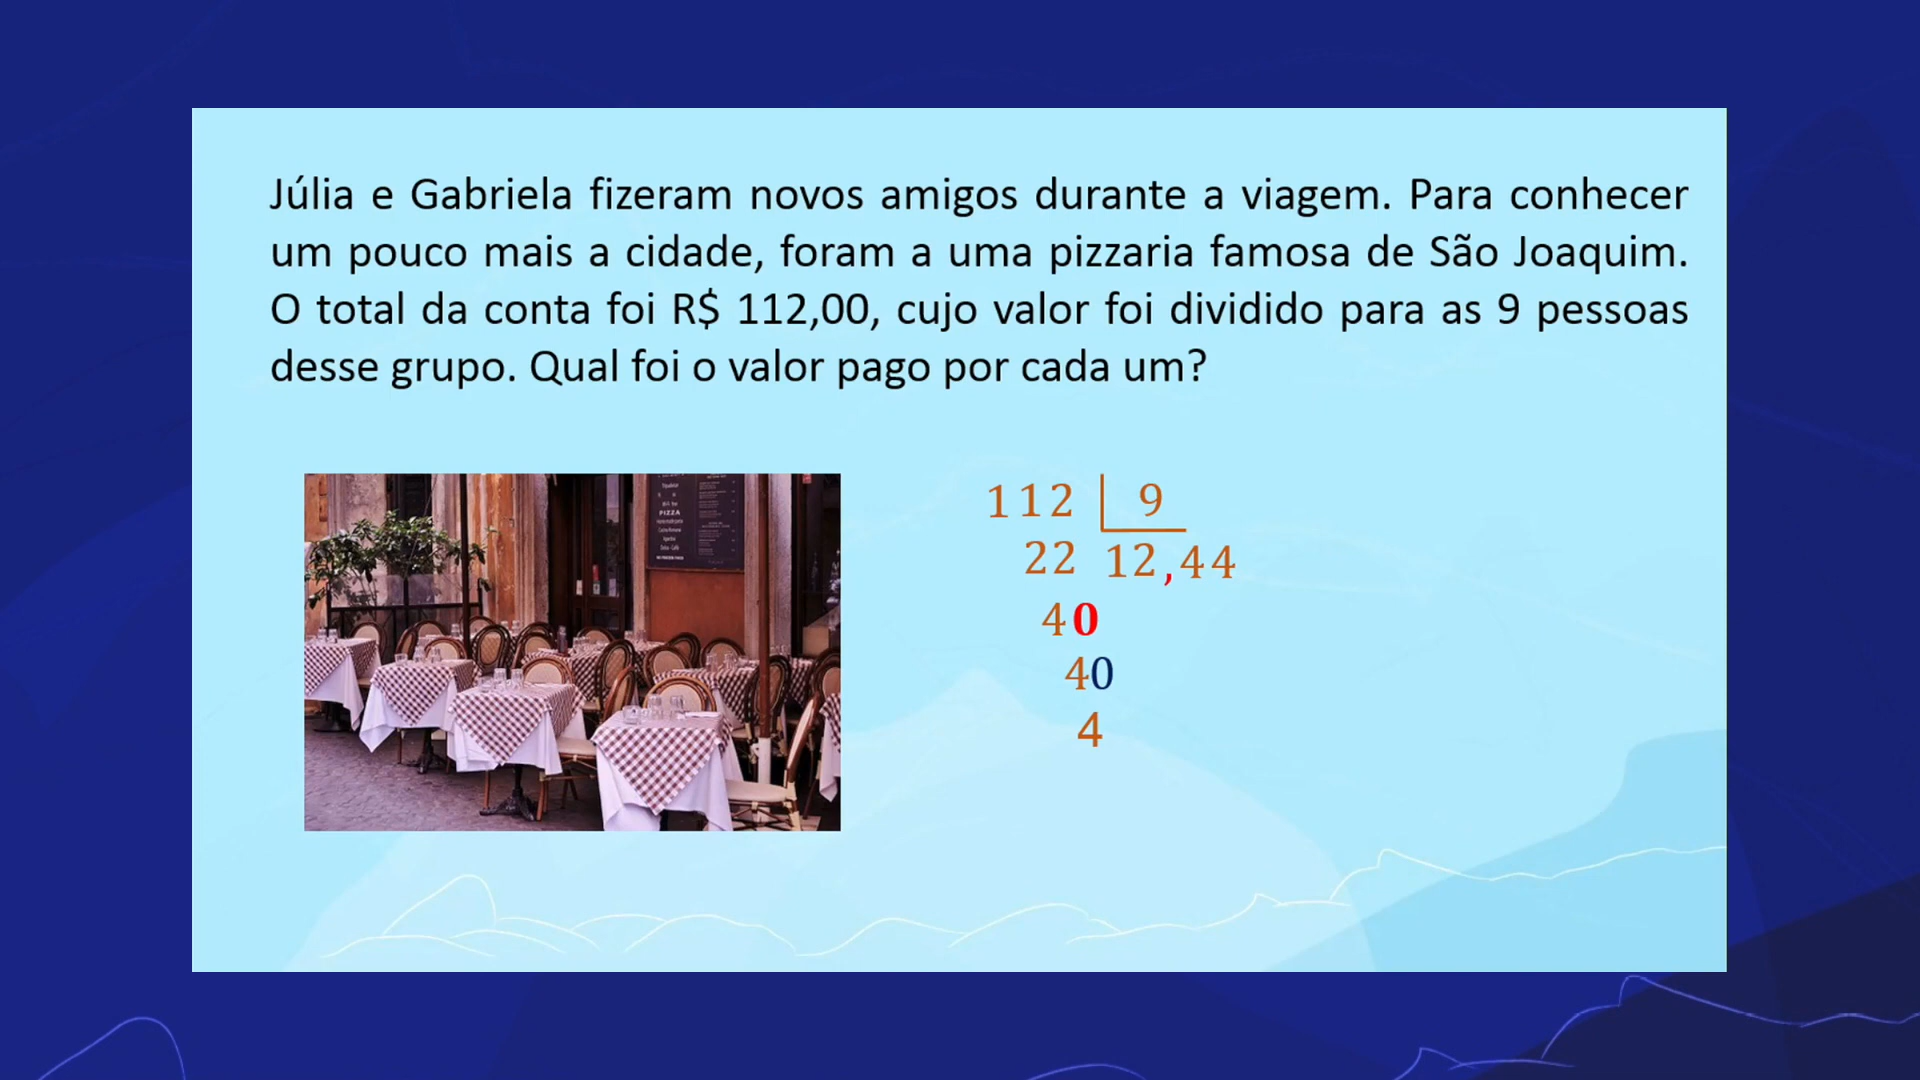 Júlia e Gabriela fizeram novos amigos durante a viagem. Para conhecer
um pouco mais a cidade, foram a uma pizzaria famosa de São Joaquim.
O total da conta foi R$ 112,00, cujo valor foi dividido para as 9 pessoas
desse grupo. Qual foi o valor pago por cada um?
PIZZA
112 9
22 12,44
40
40
4